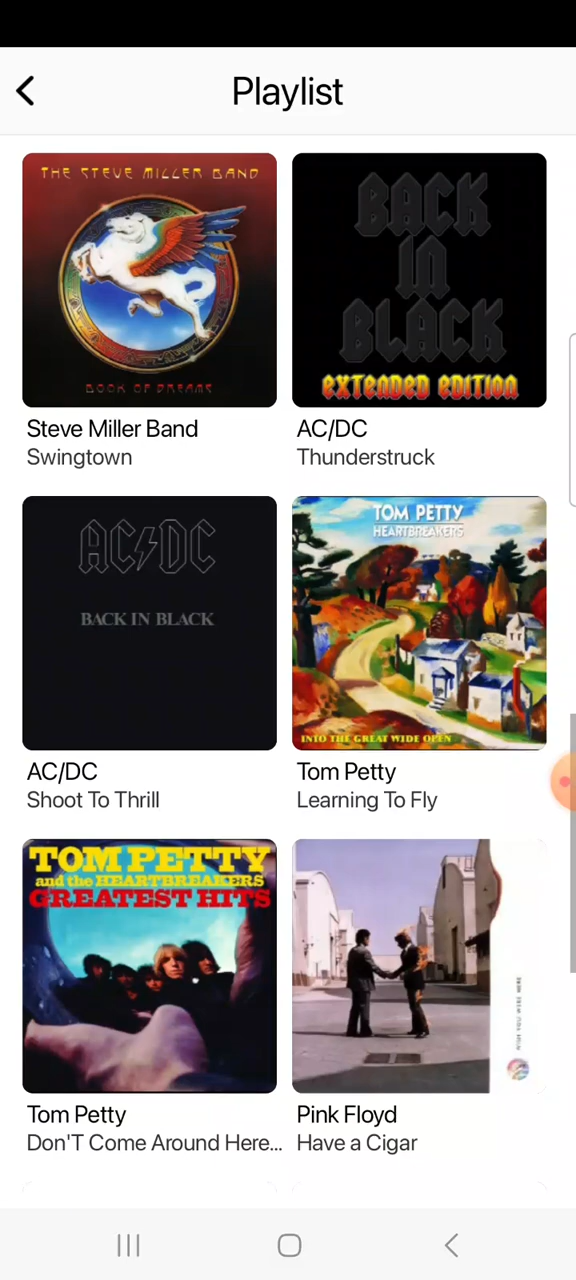 Playlist
THE STEVE MILLER BAND
BOOK OF DREAMS
Steve Miller Band
Swingtown
BACK
IN
BLACK
EXTENDED EDITION
AC/DC
Thunderstruck
AC/DC
BACK IN BLACK
AC/DC
Shoot To Thrill
TOM PETTY
HEARTBREAKERS
INTO THE GREAT WIDE OPEN
Tom Petty
Learning To Fly
TOM PETTY
and the HEARTBREAKERS
GREATEST HITS
Tom Petty
Don'T Come Around Here...
Pink Floyd
Have a Cigar